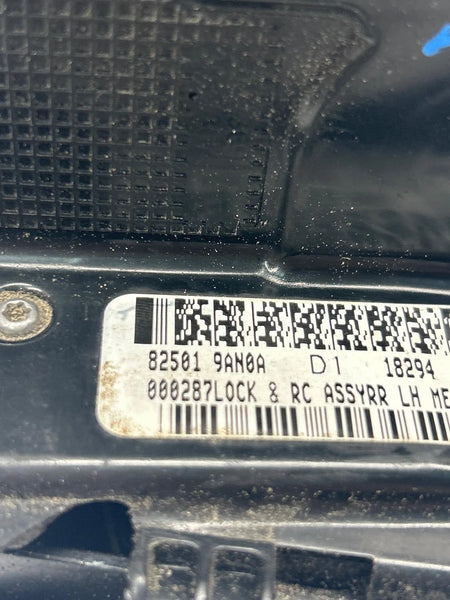 82501 9AN0A D1 18294
000287LOCK & RC ASSYRR LH ME